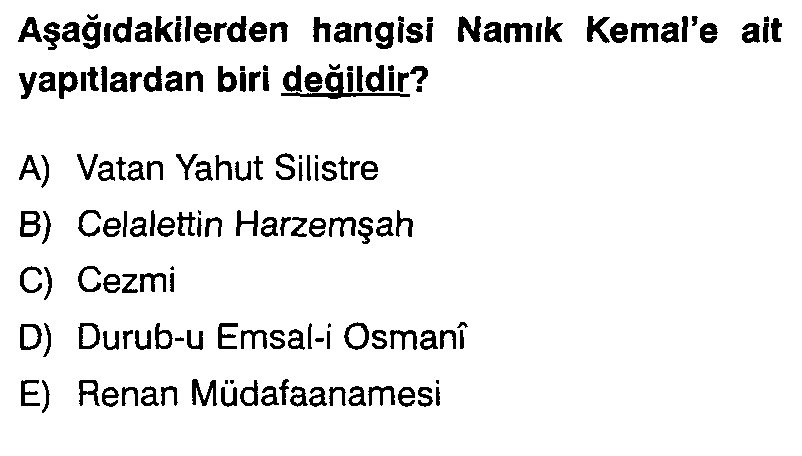 Aşağıdakilerden hangisi Namık Kemal'e ait
yapıtlardan biri değildir?
A) Vatan Yahut Silistre
B) Celalettin Harzemşah
C) Cezmi
D) Durub-u Emsal-i Osmanî
E) Renan Müdafaanamesi